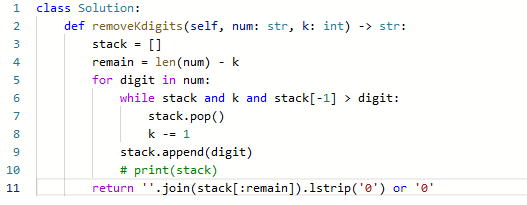 1 class Solution:
2     def removeKdigits(self, num: str, k: int) -> str:
3         stack = []
4         remain = len(num) - k
5         for digit in num:
6             while stack and k and stack[-1] > digit:
7                 stack.pop()
8                 k -= 1
9             stack.append(digit)
10             # print(stack)
11         return ''.join(stack[:remain]).lstrip('0') or '0'